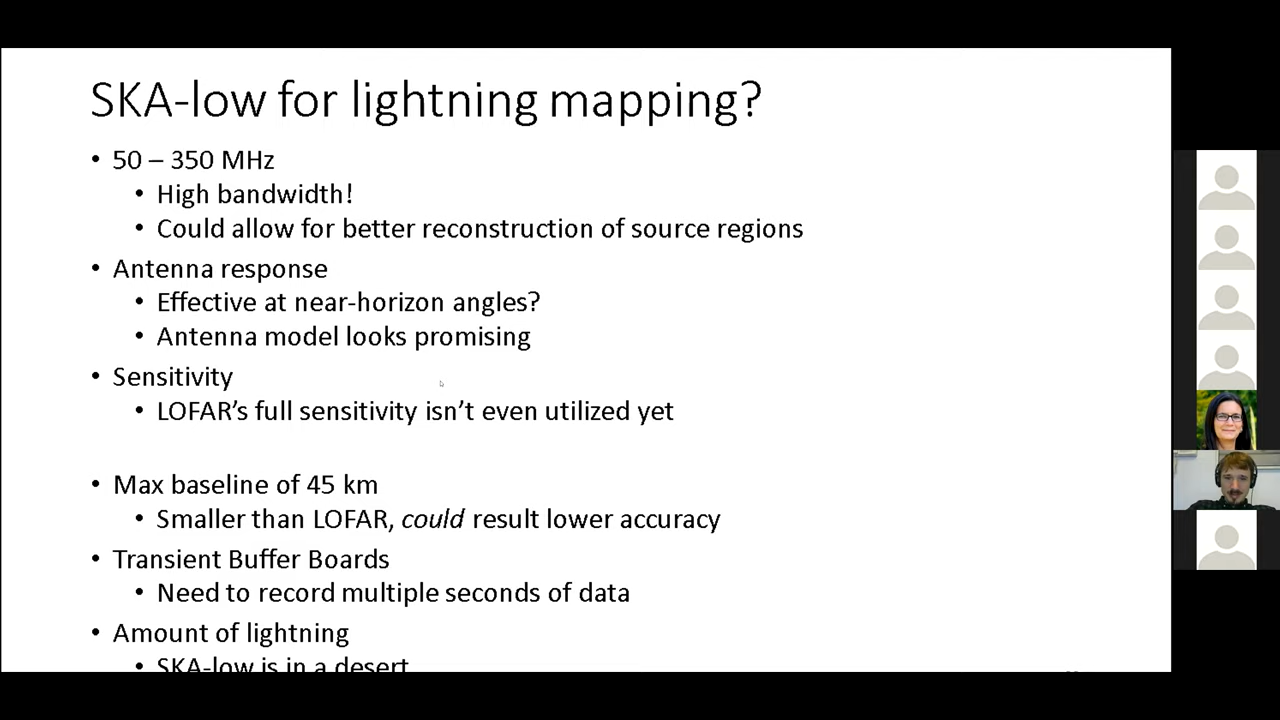 SKA-low for lightning mapping?
• 50 – 350 MHz
• High bandwidth!
• Could allow for better reconstruction of source regions
• Antenna response
• Effective at near-horizon angles?
• Antenna model looks promising
• Sensitivity
• LOFAR’s full sensitivity isn’t even utilized yet
• Max baseline of 45 km
• Smaller than LOFAR, could result lower accuracy
• Transient Buffer Boards
• Need to record multiple seconds of data
• Amount of lightning
• SKA-low is in a desert